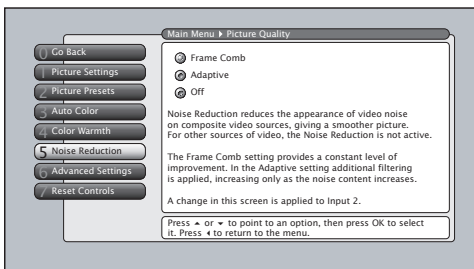 Main Menu ▸ Picture Quality
0 Go Back
1 Picture Settings
2 Picture Presets
3 Auto Color
4 Color Warmth
5 Noise Reduction
6 Advanced Settings
7 Reset Controls
Frame Comb
Adaptive
Off
Noise Reduction reduces the appearance of video noise
on composite video sources, giving a smoother picture.
For other sources of video, the Noise Reduction is not active.
The Frame Comb setting provides a constant level of
improvement. In the Adaptive setting additional filtering
is applied, increasing only as the noise content increases.
A change in this screen is applied to Input 2.
Press ▴ or ▾ to point to an option, then press OK to select
it. Press ◂ to return to the menu.